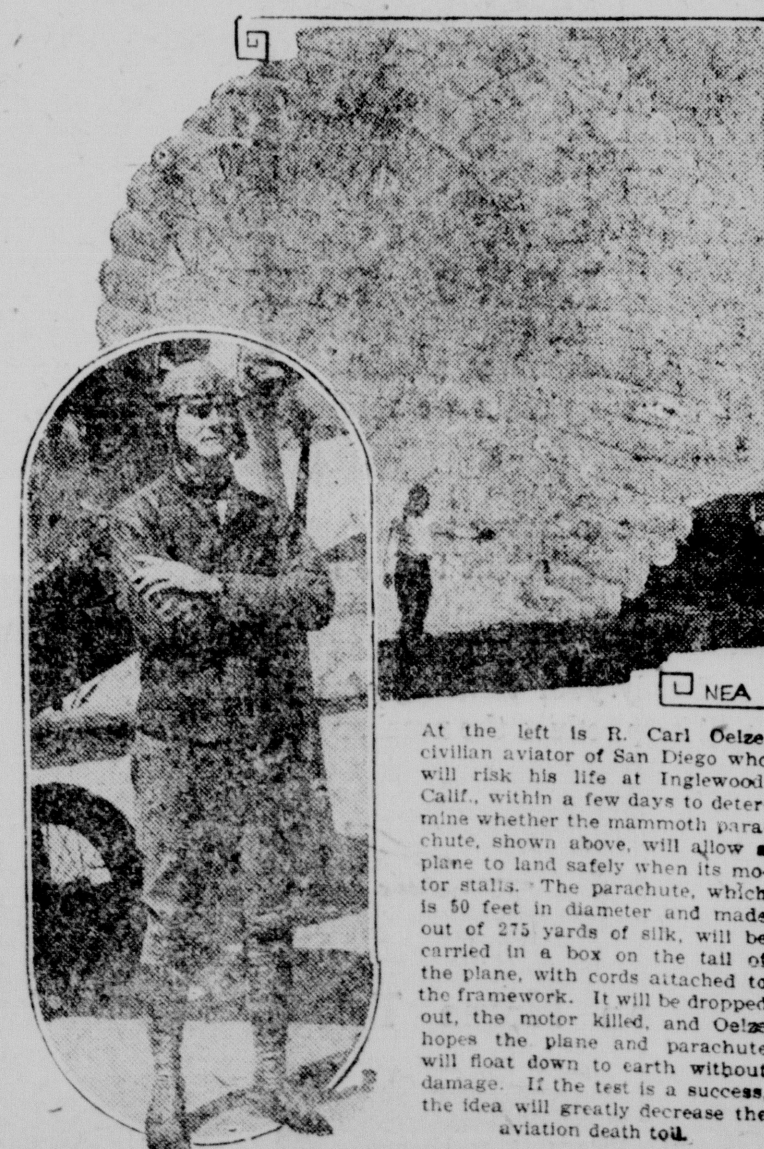 NEA
At the left is R. Carl Oelze
civilian aviator of San Diego who
will risk his life at Inglewood
Calif., within a few days to deter
mine whether the mammoth para
chute, shown above, will allow a
plane to land safely when its mo-
tor stalls. The parachute, which
is 50 feet in diameter and made
out of 275 yards of silk, will be
carried in a box on the tail of
the plane, with cords attached to
the framework. It will be dropped
out, the motor killed, and Oelze
hopes the plane and parachute
will float down to earth without
damage. If the test is a success
the idea will greatly decrease the
aviation death toll.